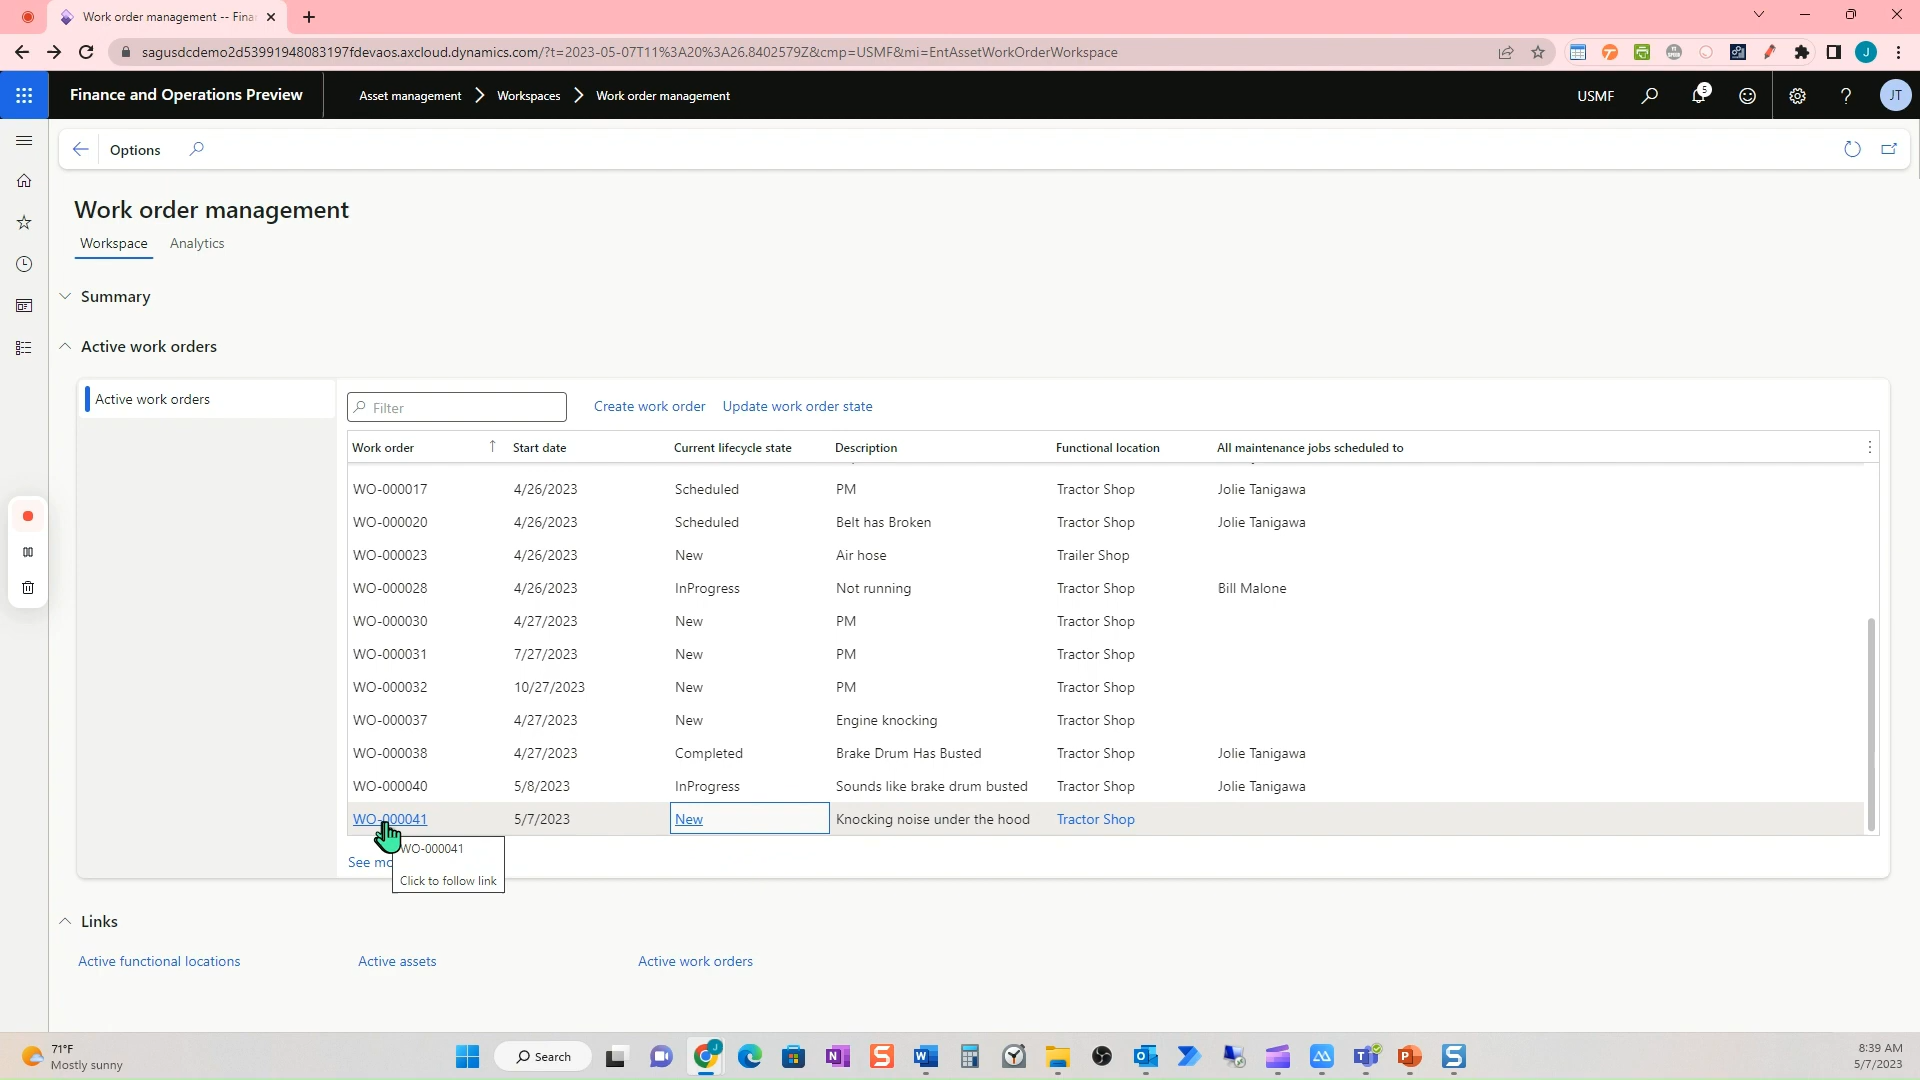 Work order management -- Fina
sagusdcdemo2d53991948083197fdevaos.axcloud.dynamics.com/?t=2023-05-07T11%3A20%3A26.8402579Z&cmp=USMF&mi=EntAssetWorkOrderWorkspace
J
Finance and Operations Preview
Asset management
Workspaces
Work order management
USMF
5
?
JT
Options
Work order management
Workspace
Analytics
Summary
Active work orders
Active work orders
Filter
Create work order
Update work order state
Work order
Start date
Current lifecycle state
Description
Functional location
All maintenance jobs scheduled to
WO-000017 4/26/2023 Scheduled PM Tractor Shop Jolie Tanigawa
WO-000020 4/26/2023 Scheduled Belt has Broken Tractor Shop Jolie Tanigawa
WO-000023 4/26/2023 New Air hose Trailer Shop
WO-000028 4/26/2023 InProgress Not running Tractor Shop Bill Malone
WO-000030 4/27/2023 New PM Tractor Shop
WO-000031 7/27/2023 New PM Tractor Shop
WO-000032 10/27/2023 New PM Tractor Shop
WO-000037 4/27/2023 New Engine knocking Tractor Shop
WO-000038 4/27/2023 Completed Brake Drum Has Busted Tractor Shop Jolie Tanigawa
WO-000040 5/8/2023 InProgress Sounds like brake drum busted Tractor Shop Jolie Tanigawa
WO-000041 5/7/2023 New Knocking noise under the hood Tractor Shop
WO-000041
Click to follow link
See mo
Links
Active functional locations
Active assets
Active work orders
71°F
Mostly sunny
Search
8:39 AM
5/7/2023